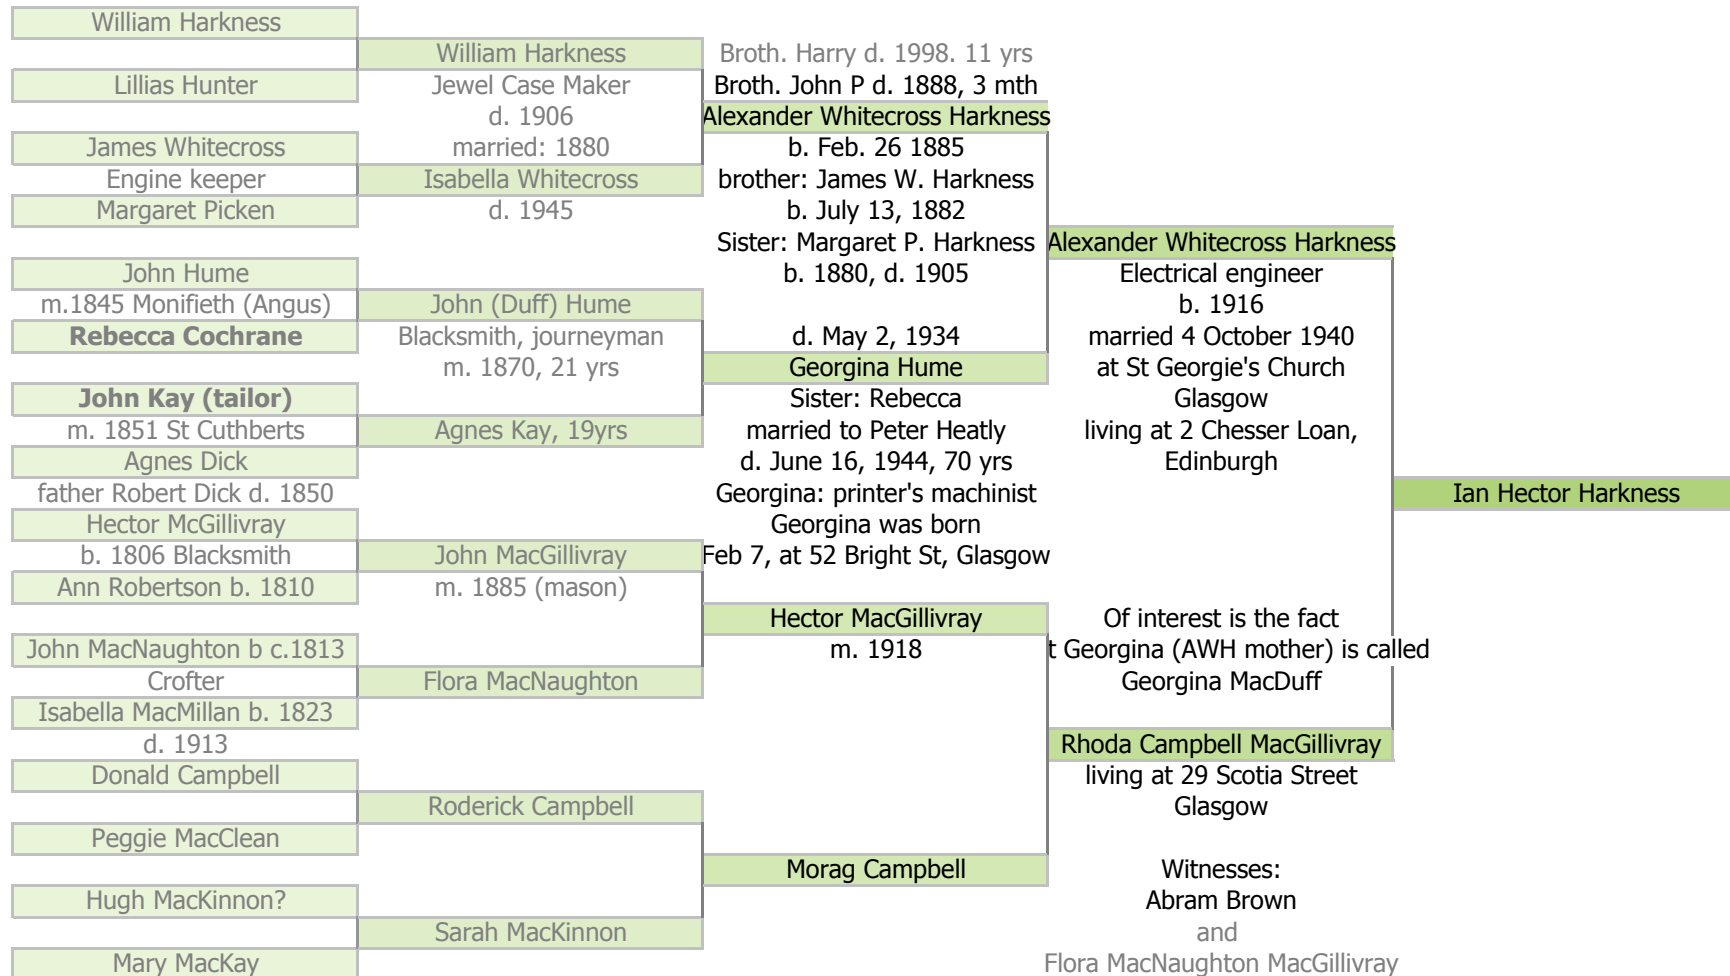 William Harkness
Lillias Hunter
James Whitecross
Engine keeper
Margaret Picken
John Hume
m.1845 Monifieth (Angus)
Rebecca Cochrane
John Kay (tailor)
m. 1851 St Cuthberts
Agnes Dick
father Robert Dick d. 1850
Hector McGillivray
b. 1806 Blacksmith
Ann Robertson b. 1810
John MacNaughton b c.1813
Crofter
Isabella MacMillan b. 1823
d. 1913
Donald Campbell
Peggie MacClean
Hugh MacKinnon?
Mary MacKay
William Harkness
Jewel Case Maker
d. 1906
married: 1880
Isabella Whitecross
d. 1945
John (Duff) Hume
Blacksmith, journeyman
m. 1870, 21 yrs
Agnes Kay, 19yrs
John MacGillivray
m. 1885 (mason)
Flora MacNaughton
Roderick Campbell
Sarah MacKinnon
Broth. Harry d. 1998. 11 yrs
Broth. John P d. 1888, 3 mth
Alexander Whitecross Harkness
b. Feb. 26 1885
brother: James W. Harkness
b. July 13, 1882
Sister: Margaret P. Harkness
b. 1880, d. 1905
d. May 2, 1934
Georgina Hume
Sister: Rebecca
married to Peter Heatly
d. June 16, 1944, 70 yrs
Georgina: printer's machinist
Georgina was born
Feb 7, at 52 Bright St, Glasgow
Hector MacGillivray
m. 1918
Morag Campbell
Alexander Whitecross Harkness
Electrical engineer
b. 1916
married 4 October 1940
at St Georgie's Church
Glasgow
living at 2 Chesser Loan,
Edinburgh
Of interest is the fact
t Georgina (AWH mother) is called
Georgina MacDuff
Rhoda Campbell MacGillivray
living at 29 Scotia Street
Glasgow
Witnesses:
Abram Brown
and
Flora MacNaughton MacGillivray
Ian Hector Harkness